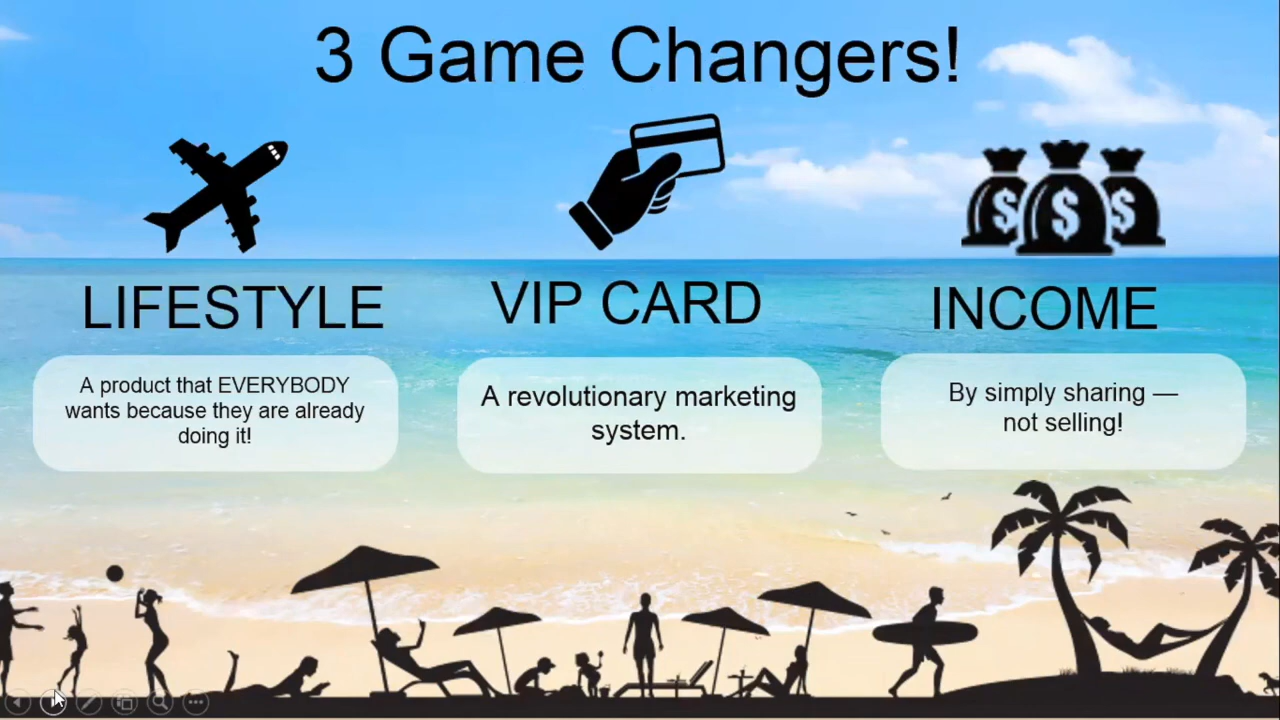 3 Game Changers!
LIFESTYLE
A product that EVERYBODY
wants because they are already
doing it!
VIP CARD
A revolutionary marketing
system.
$ $ $
INCOME
By simply sharing —
not selling!